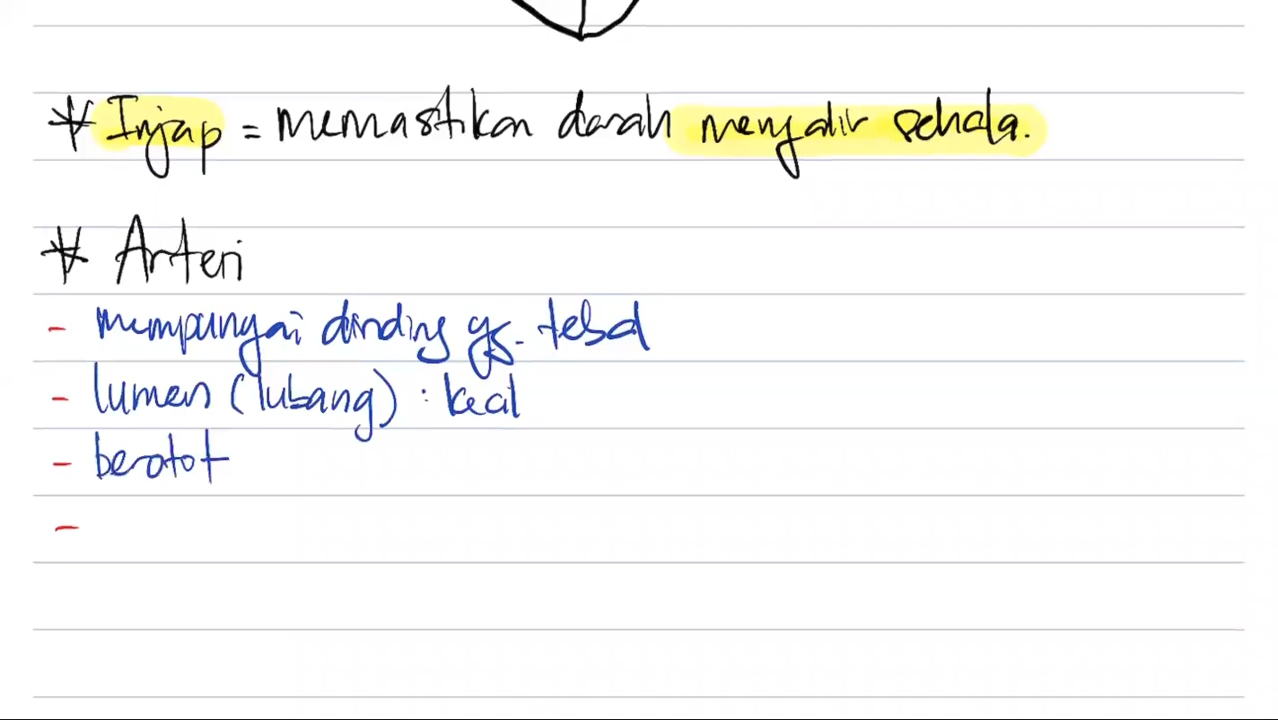 * Injap = memastikan darah mengalir sehala.
* Arteri
- mempunyai dinding yg. tebal
- lumen (lubang) : kecil
- berotot
-